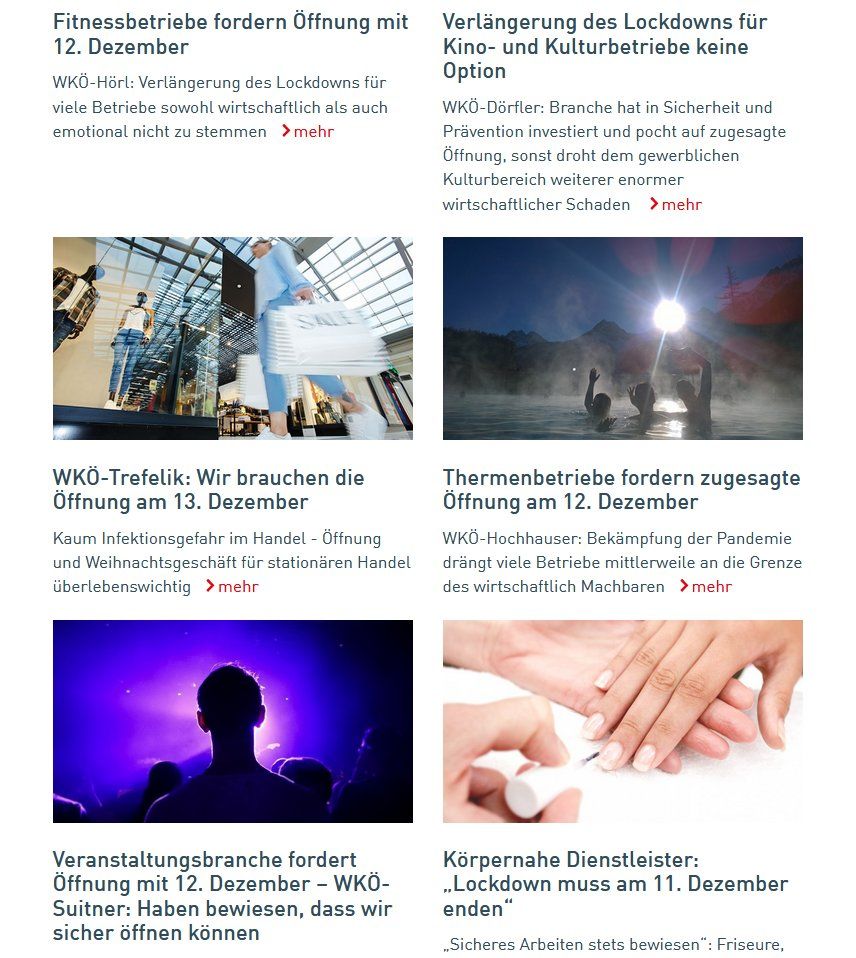 Fitnessbetriebe fordern Öffnung mit
12. Dezember
WKÖ-Hörl: Verlängerung des Lockdowns für
viele Betriebe sowohl wirtschaftlich als auch
emotional nicht zu stemmen mehr
Verlängerung des Lockdowns für
Kino- und Kulturbetriebe keine
Option
WKÖ-Dörfler: Branche hat in Sicherheit und
Prävention investiert und pocht auf zugesagte
Öffnung, sonst droht dem gewerblichen
Kulturbereich weiterer enormer
wirtschaftlicher Schaden mehr
SALE
WKÖ-Trefelik: Wir brauchen die
Öffnung am 13. Dezember
Kaum Infektionsgefahr im Handel - Öffnung
und Weihnachtsgeschäft für stationären Handel
überlebenswichtig mehr
Thermenbetriebe fordern zugesagte
Öffnung am 12. Dezember
WKÖ-Hochhauser: Bekämpfung der Pandemie
drängt viele Betriebe mittlerweile an die Grenze
des wirtschaftlich Machbaren mehr
Veranstaltungsbranche fordert
Öffnung mit 12. Dezember – WKÖ-
Suitner: Haben bewiesen, dass wir
sicher öffnen können
Körpernahe Dienstleister:
„Lockdown muss am 11. Dezember
enden“
„Sicheres Arbeiten stets bewiesen“: Friseure,